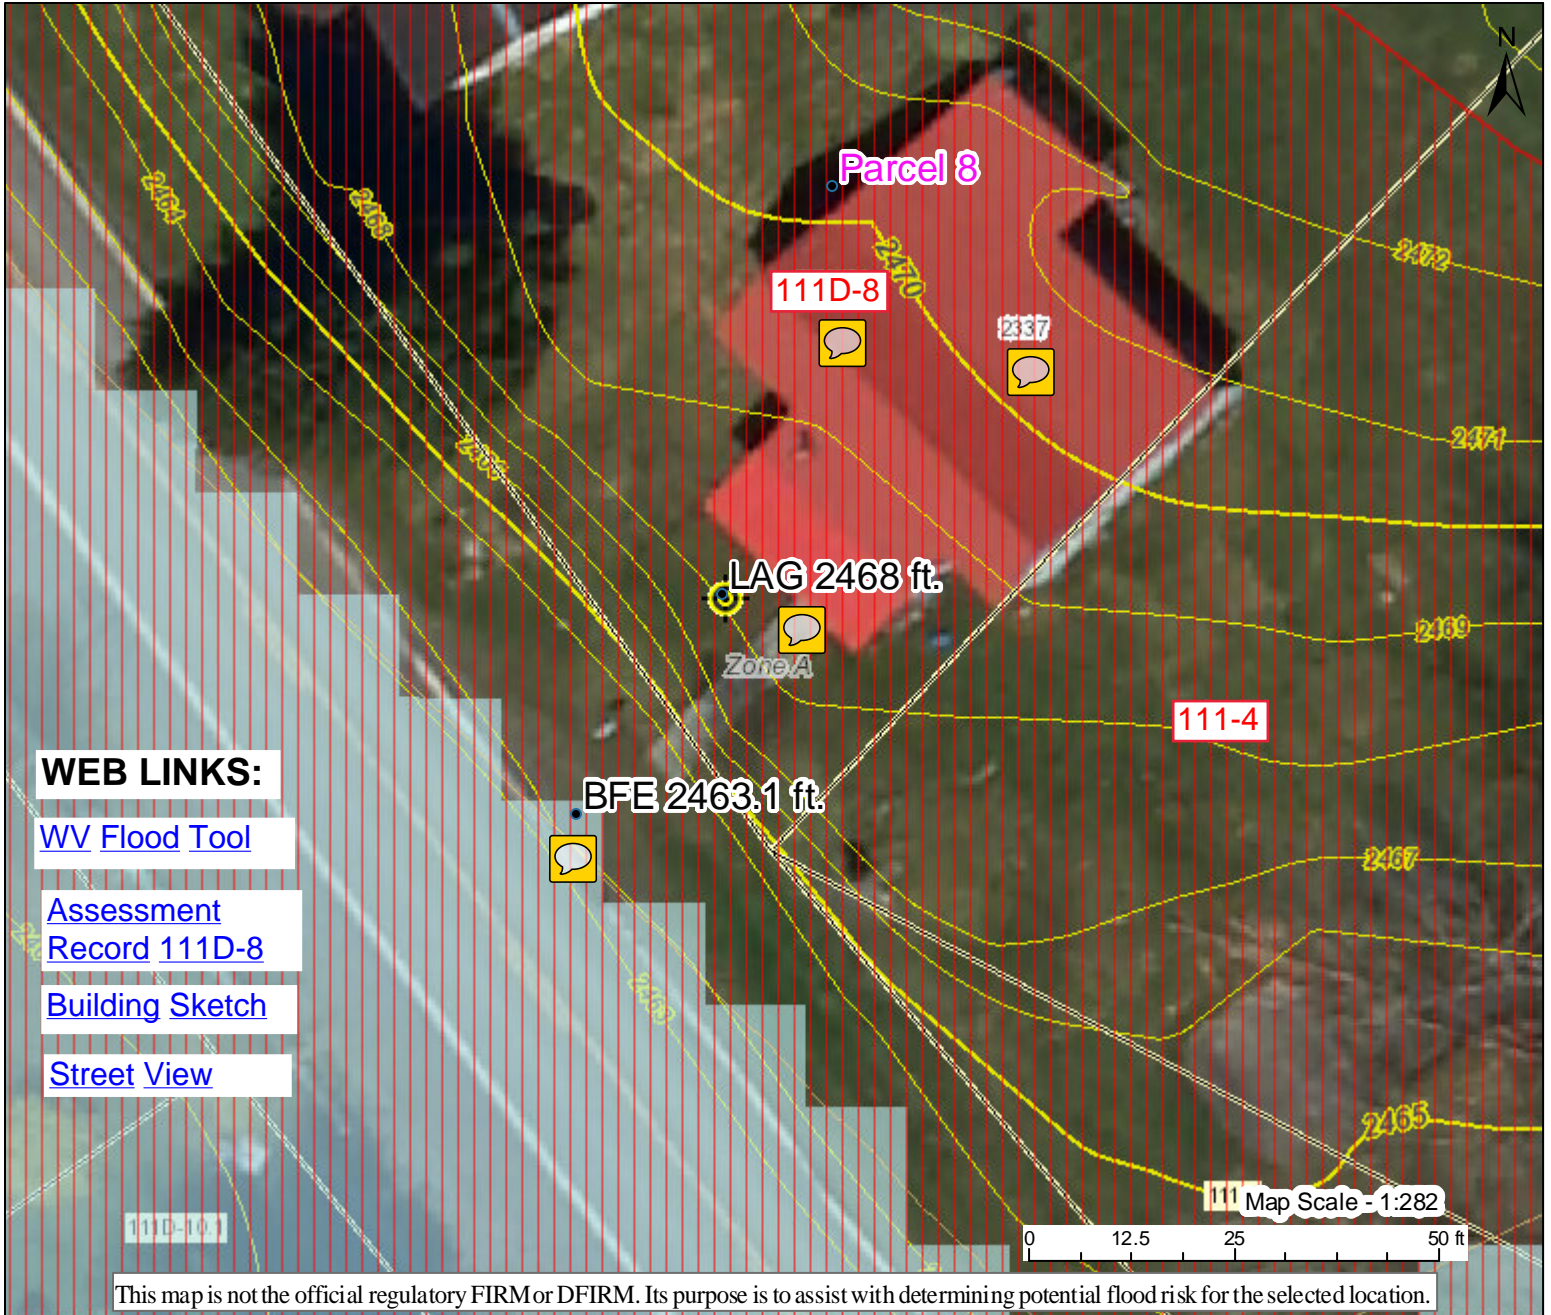 N
Parcel 8
2464
2468
2470
2472
111D-8
2337
2471
2466
LAG 2468 ft.
2469
Zone A
111-4
WEB LINKS:
BFE 2463.1 ft.
WV Flood Tool
2467
Assessment
Record 111D-8
Building Sketch
Street View
2465
111
Map Scale - 1:282
111D-10.1
0 12.5 25 50 ft
This map is not the official regulatory FIRM or DFIRM. Its purpose is to assist with determining potential flood risk for the selected location.